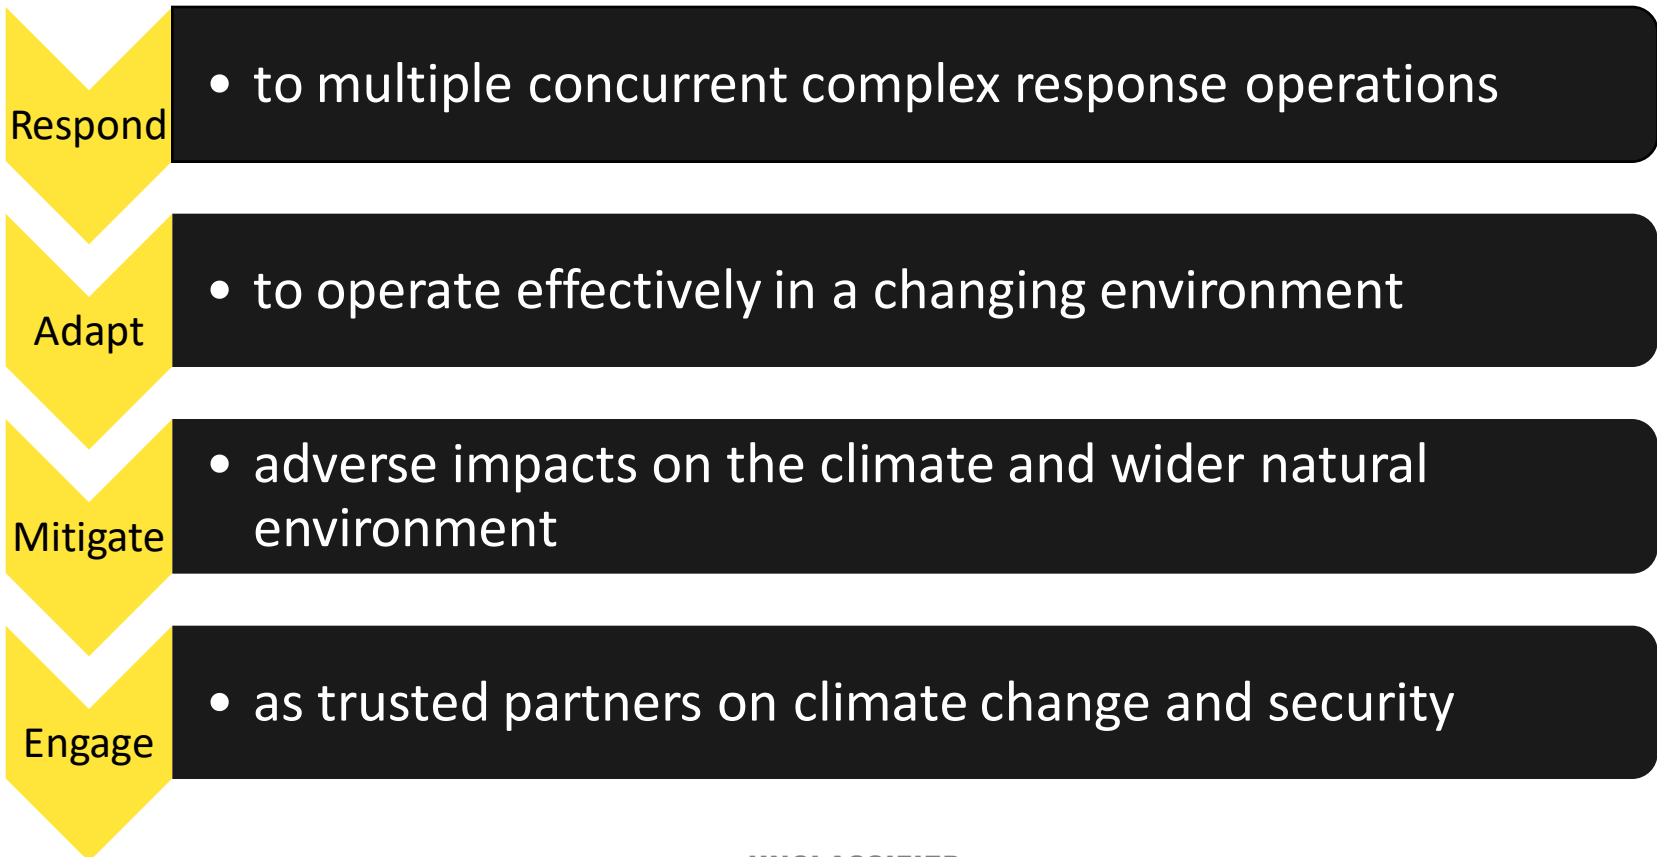 Respond
• to multiple concurrent complex response operations
Adapt
• to operate effectively in a changing environment
Mitigate
• adverse impacts on the climate and wider natural
environment
Engage
• as trusted partners on climate change and security